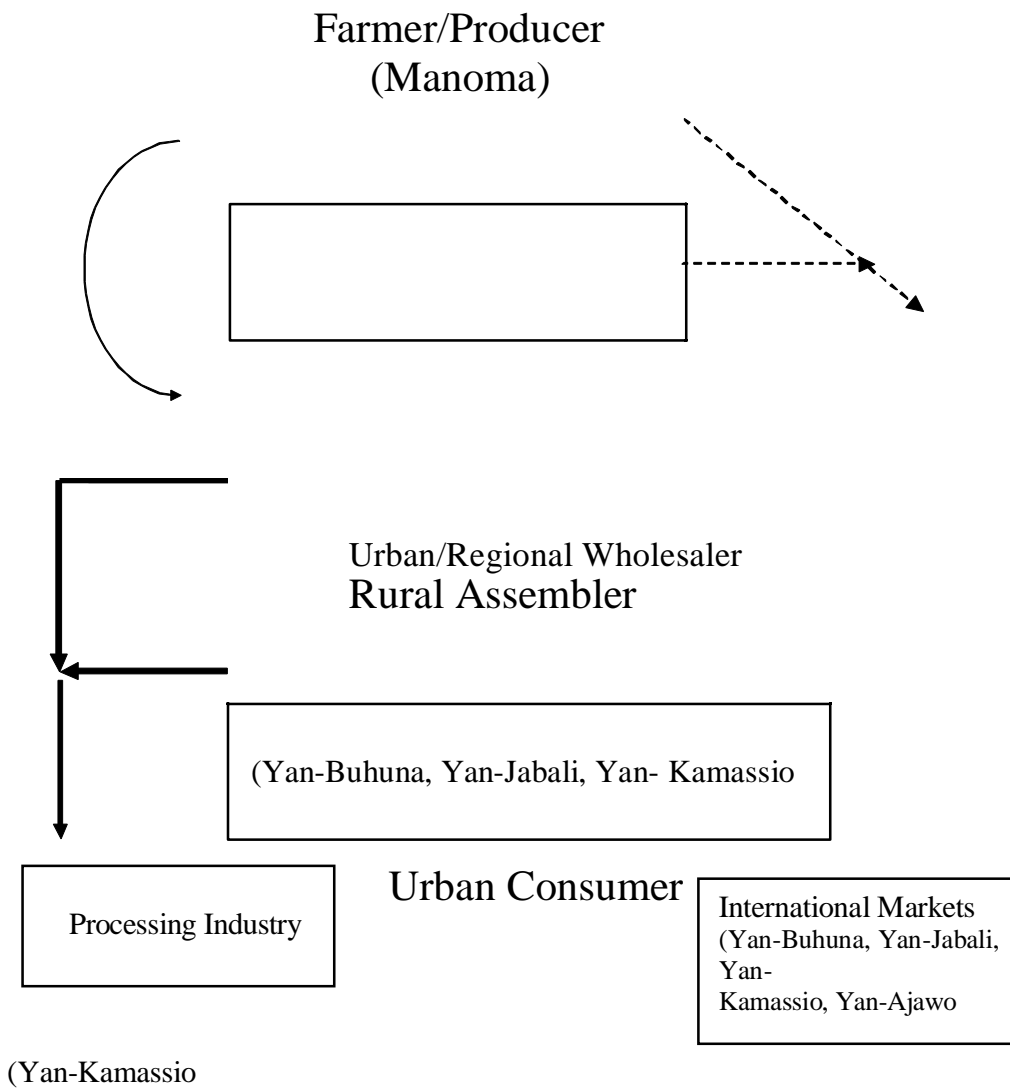 Farmer/Producer
(Manoma)
Urban/Regional Wholesaler
Rural Assembler
(Yan-Buhuna, Yan-Jabali, Yan- Kamassio
Processing Industry
Urban Consumer
International Markets
(Yan-Buhuna, Yan-Jabali,
Yan-
Kamassio, Yan-Ajawo
(Yan-Kamassio